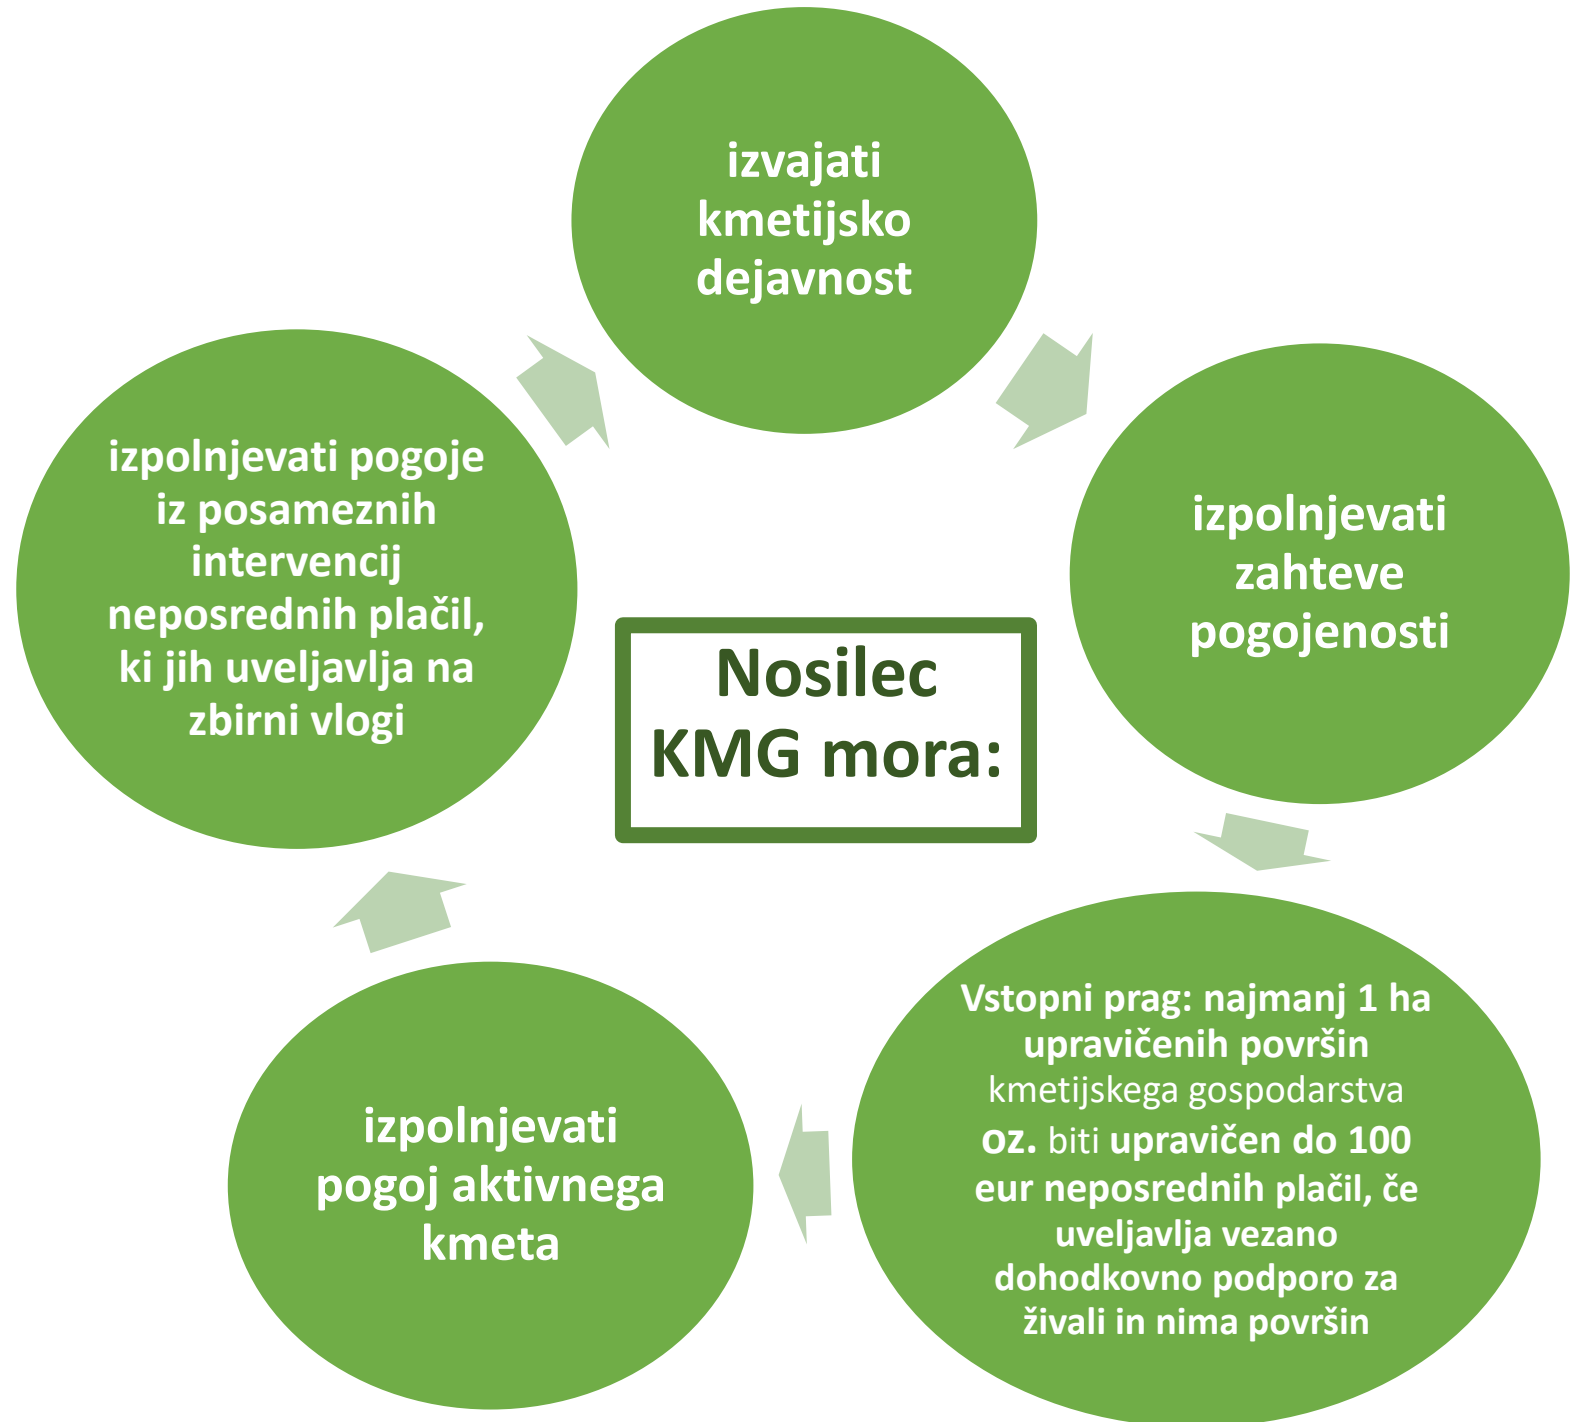 Nosilec
KMG mora:
izvajati
kmetijsko
dejavnost
izpolnjevati
zahteve
pogojenosti
Vstopni prag: najmanj 1 ha
upravičenih površin
kmetijskega gospodarstva
oz. biti upravičen do 100
eur neposrednih plačil, če
uveljavlja vezano
dohodkovno podporo za
živali in nima površin
izpolnjevati
pogoj aktivnega
kmeta
izpolnjevati pogoje
iz posameznih
intervencij
neposrednih plačil,
ki jih uveljavlja na
zbirni vlogi